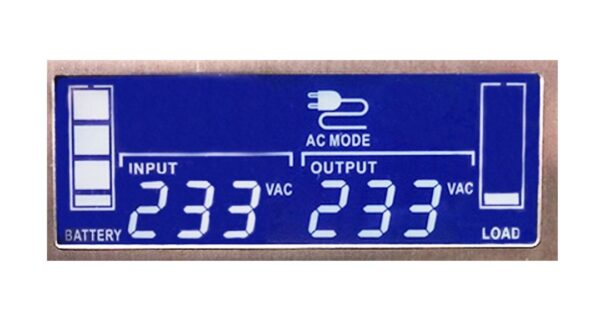 AC MODE
INPUT OUTPUT
233 VAC 233 VAC
BATTERY LOAD